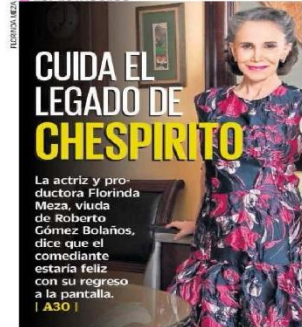 FLORINDA MEZA
CUIDA EL
LEGADO DE
CHESPIRITO
La actriz y pro-
ductora Florinda
Meza, viuda
de Roberto
Gómez Bolaños,
dice que el
comediante
estaría feliz
con su regreso
a la pantalla.
| A30 |